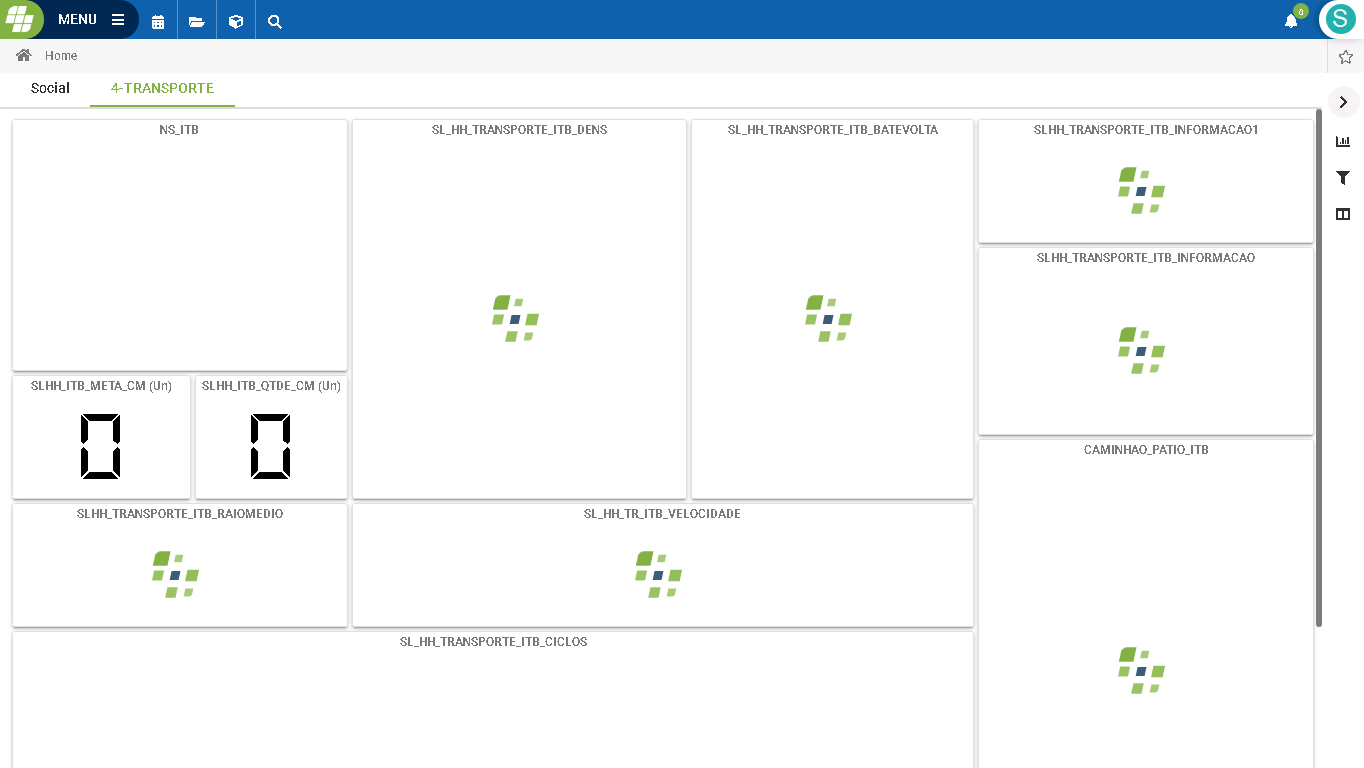 MENU
0
S
Home
Social
4-TRANSPORTE
NS_ITB
SL_HH_TRANSPORTE_ITB_DENS
SL_HH_TRANSPORTE_ITB_BATEVOLTA
SLHH_TRANSPORTE_ITB_INFORMACAO1
SLHH_TRANSPORTE_ITB_INFORMACAO
SLHH_ITB_META_CM (Un)
SLHH_ITB_QTDE_CM (Un)
0
0
CAMINHAO_PATIO_ITB
SLHH_TRANSPORTE_ITB_RAIOMEDIO
SL_HH_TR_ITB_VELOCIDADE
SL_HH_TRANSPORTE_ITB_CICLOS